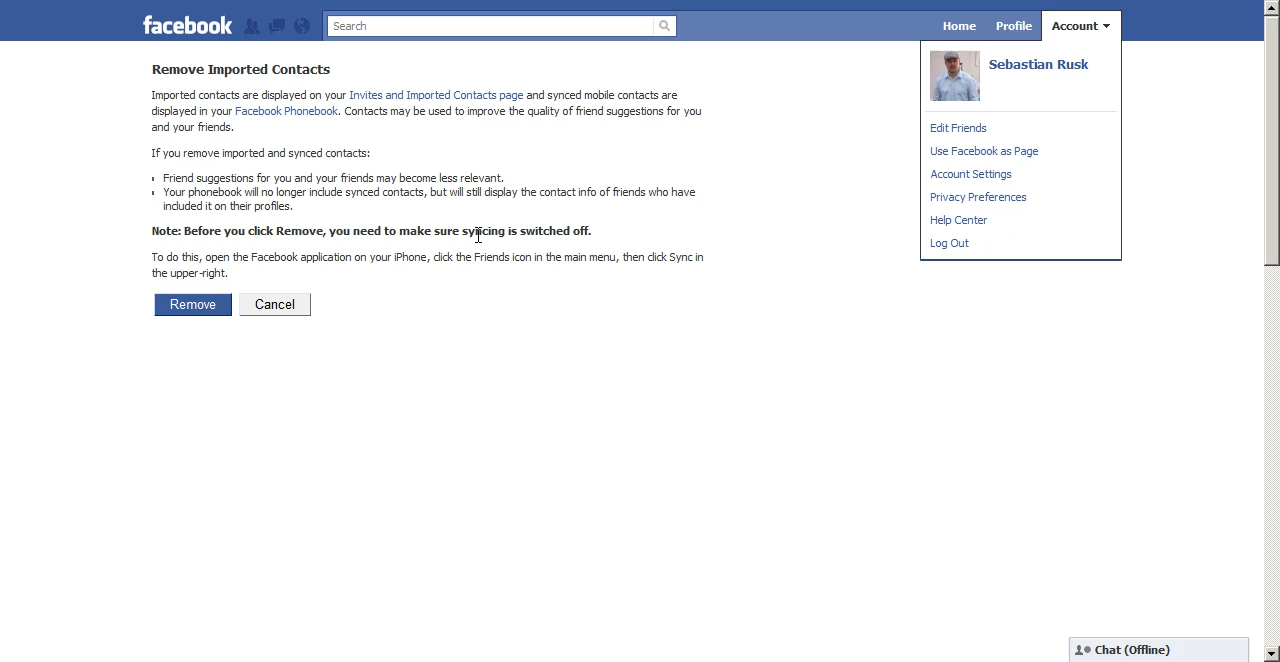 facebook
Search
Home Profile Account
Sebastian Rusk
Edit Friends
Use Facebook as Page
Account Settings
Privacy Preferences
Help Center
Log Out
Remove Imported Contacts
Imported contacts are displayed on your Invites and Imported Contacts page and synced mobile contacts are
displayed in your Facebook Phonebook. Contacts may be used to improve the quality of friend suggestions for you
and your friends.
If you remove imported and synced contacts:
Friend suggestions for you and your friends may become less relevant.
Your phonebook will no longer include synced contacts, but will still display the contact info of friends who have
included it on their profiles.
Note: Before you click Remove, you need to make sure syncing is switched off.
To do this, open the Facebook application on your iPhone, click the Friends icon in the main menu, then click Sync in
the upper-right.
Remove Cancel
Chat (Offline)